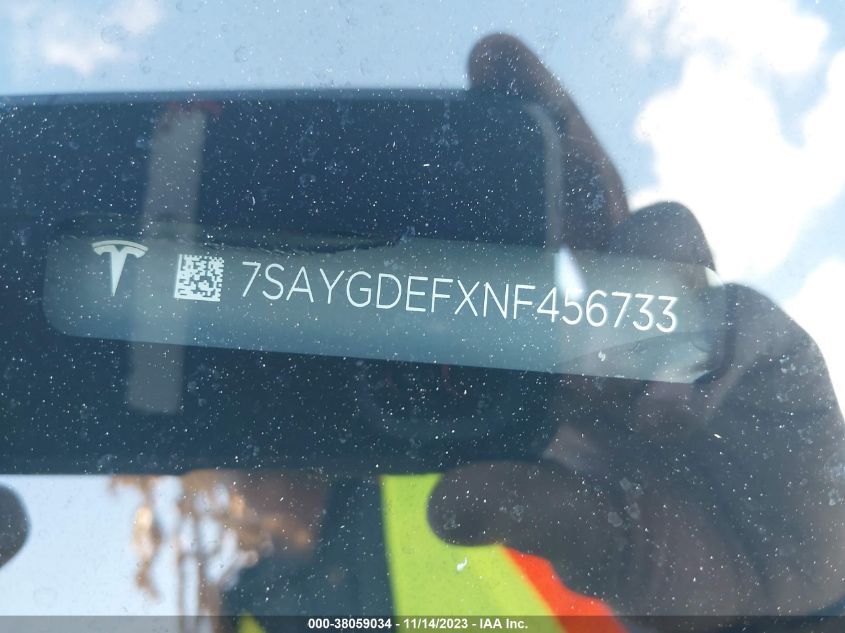 7SAYGDEFXNF456733
000-38059034 - 11/14/2023 - IAA Inc.